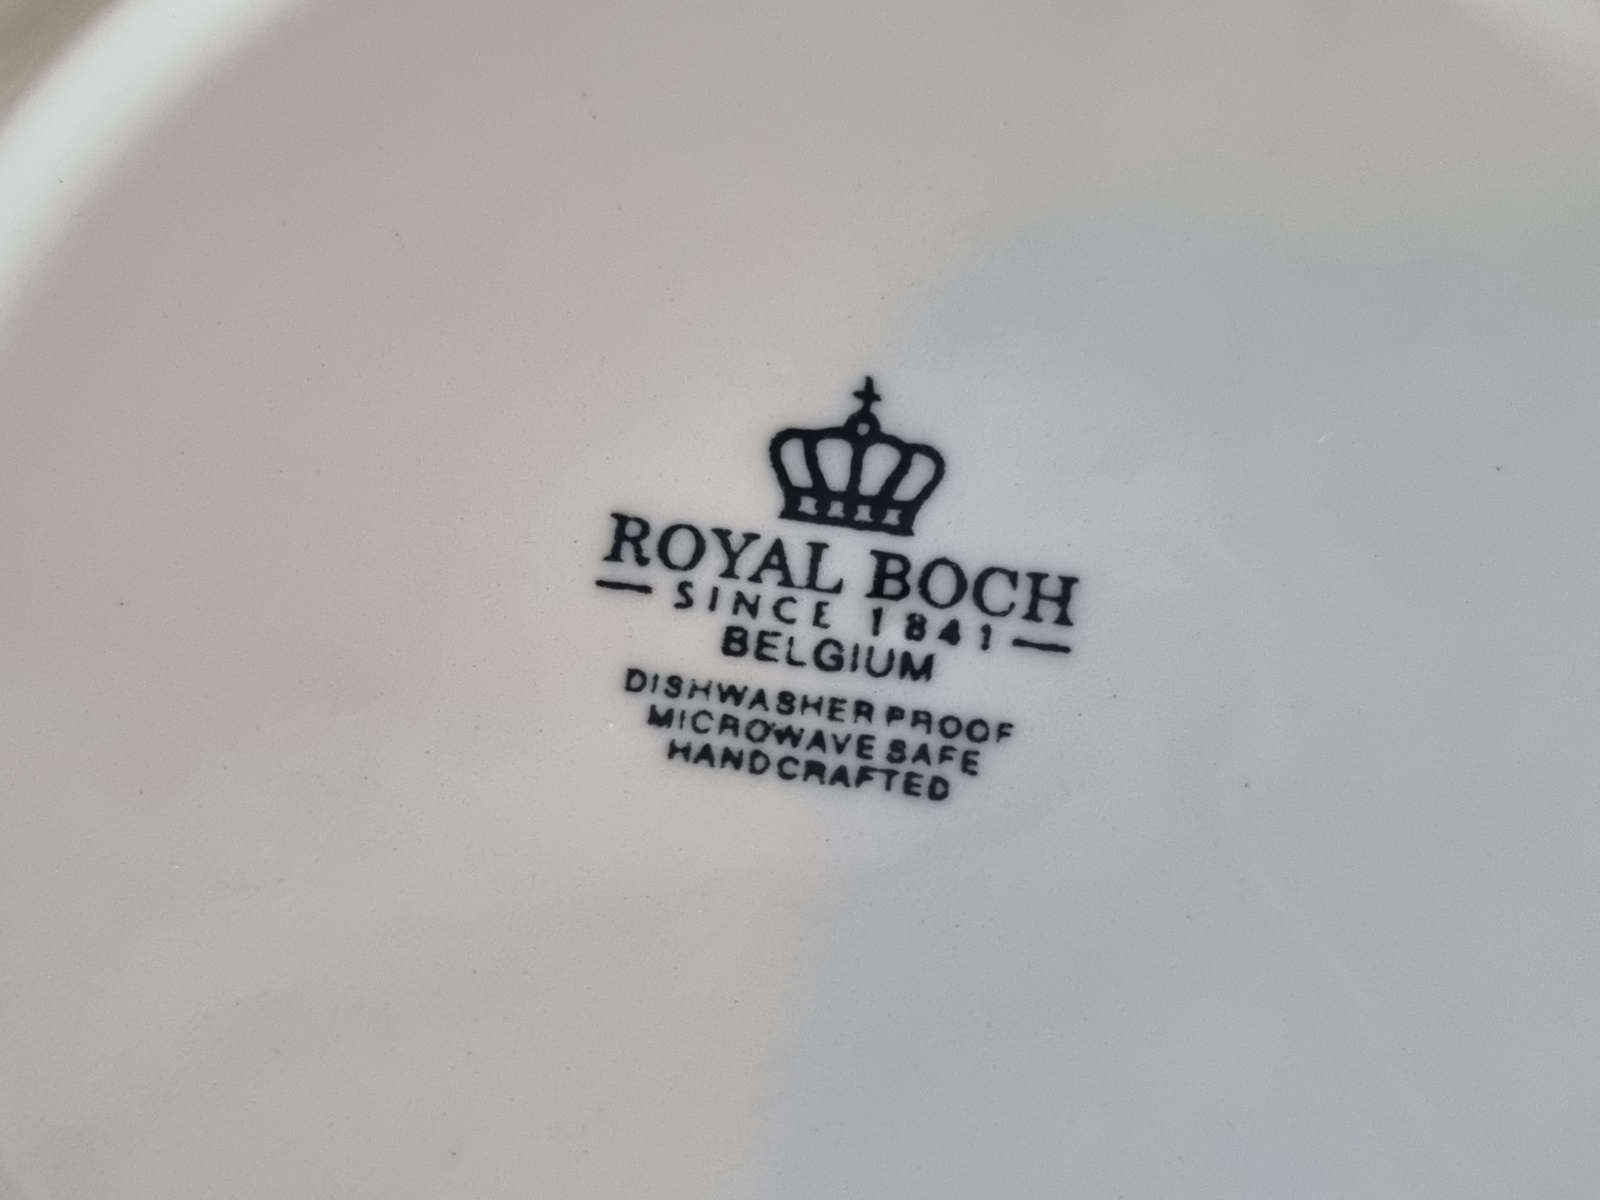 ROYAL BOCH
SINCE 1841
BELGIUM
DISHWASHER PROOF
MICROWAVE SAFE
HANDCRAFTED